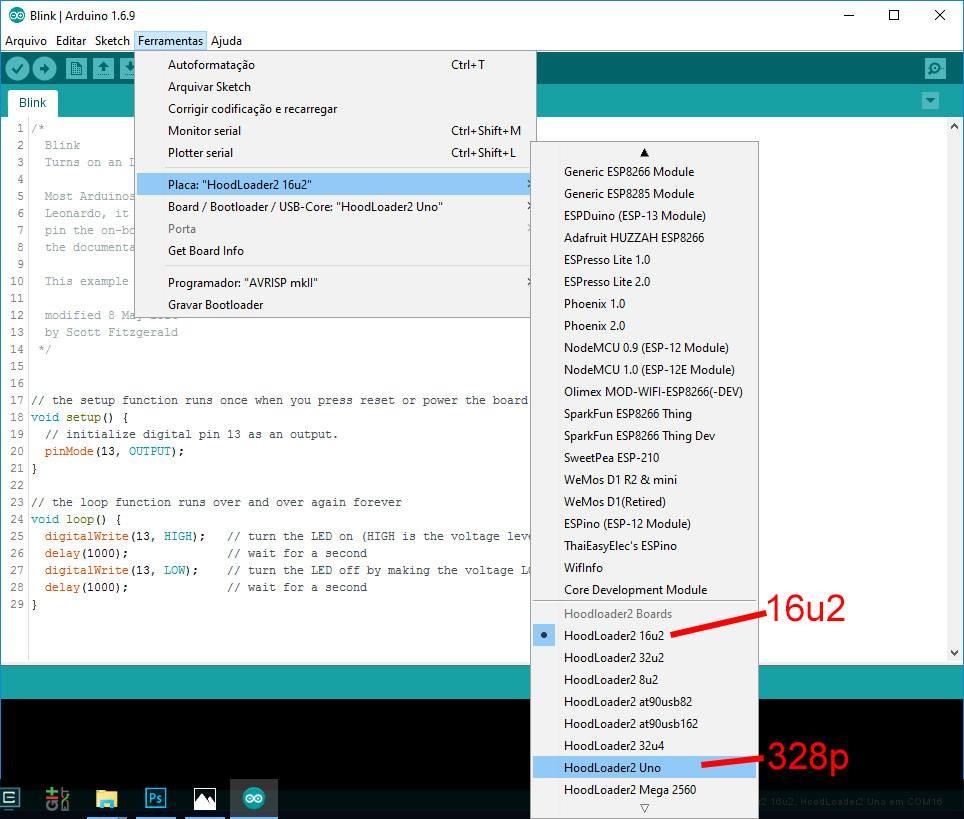 Blink | Arduino 1.6.9
Arquivo Editar Sketch Ferramentas Ajuda
Autoformatação Ctrl+T
Arquivar Sketch
Corrigir codificação e recarregar
Monitor serial Ctrl+Shift+M
Plotter serial Ctrl+Shift+L
Placa: "HoodLoader2 16u2"
Board / Bootloader / USB-Core: "HoodLoader2 Uno"
Porta
Get Board Info
Programador: "AVRISP mkII"
Gravar Bootloader
Generic ESP8266 Module
Generic ESP8285 Module
ESPDuino (ESP-13 Module)
Adafruit HUZZAH ESP8266
ESPresso Lite 1.0
ESPresso Lite 2.0
Phoenix 1.0
Phoenix 2.0
NodeMCU 0.9 (ESP-12 Module)
NodeMCU 1.0 (ESP-12E Module)
Olimex MOD-WIFI-ESP8266(-DEV)
SparkFun ESP8266 Thing
SparkFun ESP8266 Thing Dev
SweetPea ESP-210
WeMos D1 R2 & mini
WeMos D1(Retired)
ESPino (ESP-12 Module)
ThaiEasyElec's ESPino
WifInfo
Core Development Module
Hoodloader2 Boards
HoodLoader2 16u2
HoodLoader2 32u2
HoodLoader2 8u2
HoodLoader2 at90usb82
HoodLoader2 at90usb162
HoodLoader2 32u4
HoodLoader2 Uno
HoodLoader2 Mega 2560
16u2
328p
Blink
1 /*
2 Blink
3 Turns on an
4
5 Most Arduinos
6 Leonardo, it
7 pin the on-bo
8 the documenta
9
10 This example
11
12 modified 8 Ma
13 by Scott Fitzgerald
14 */
15
16
17 // the setup function runs once when you press reset or power the board
18 void setup() {
19 // initialize digital pin 13 as an output.
20 pinMode(13, OUTPUT);
21 }
22
23 // the loop function runs over and over again forever
24 void loop() {
25 digitalWrite(13, HIGH); // turn the LED on (HIGH is the voltage leve
26 delay(1000); // wait for a second
27 digitalWrite(13, LOW); // turn the LED off by making the voltage LO
28 delay(1000); // wait for a second
29 }
Ps
2 16u2, HoodLoader2 Uno em COM16